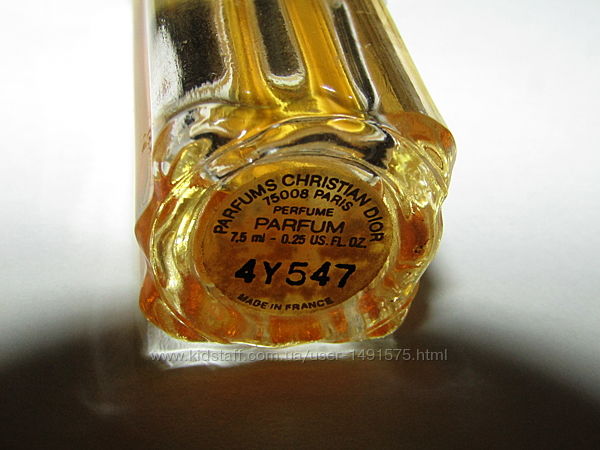 PARFUMS CHRISTIAN DIOR
75008 PARIS
PERFUME
PARFUM
7,5 ml - 0.25 US. FL. OZ.
4Y547
MADE IN FRANCE
www.kidstaff.com.ua/user-1491575.html